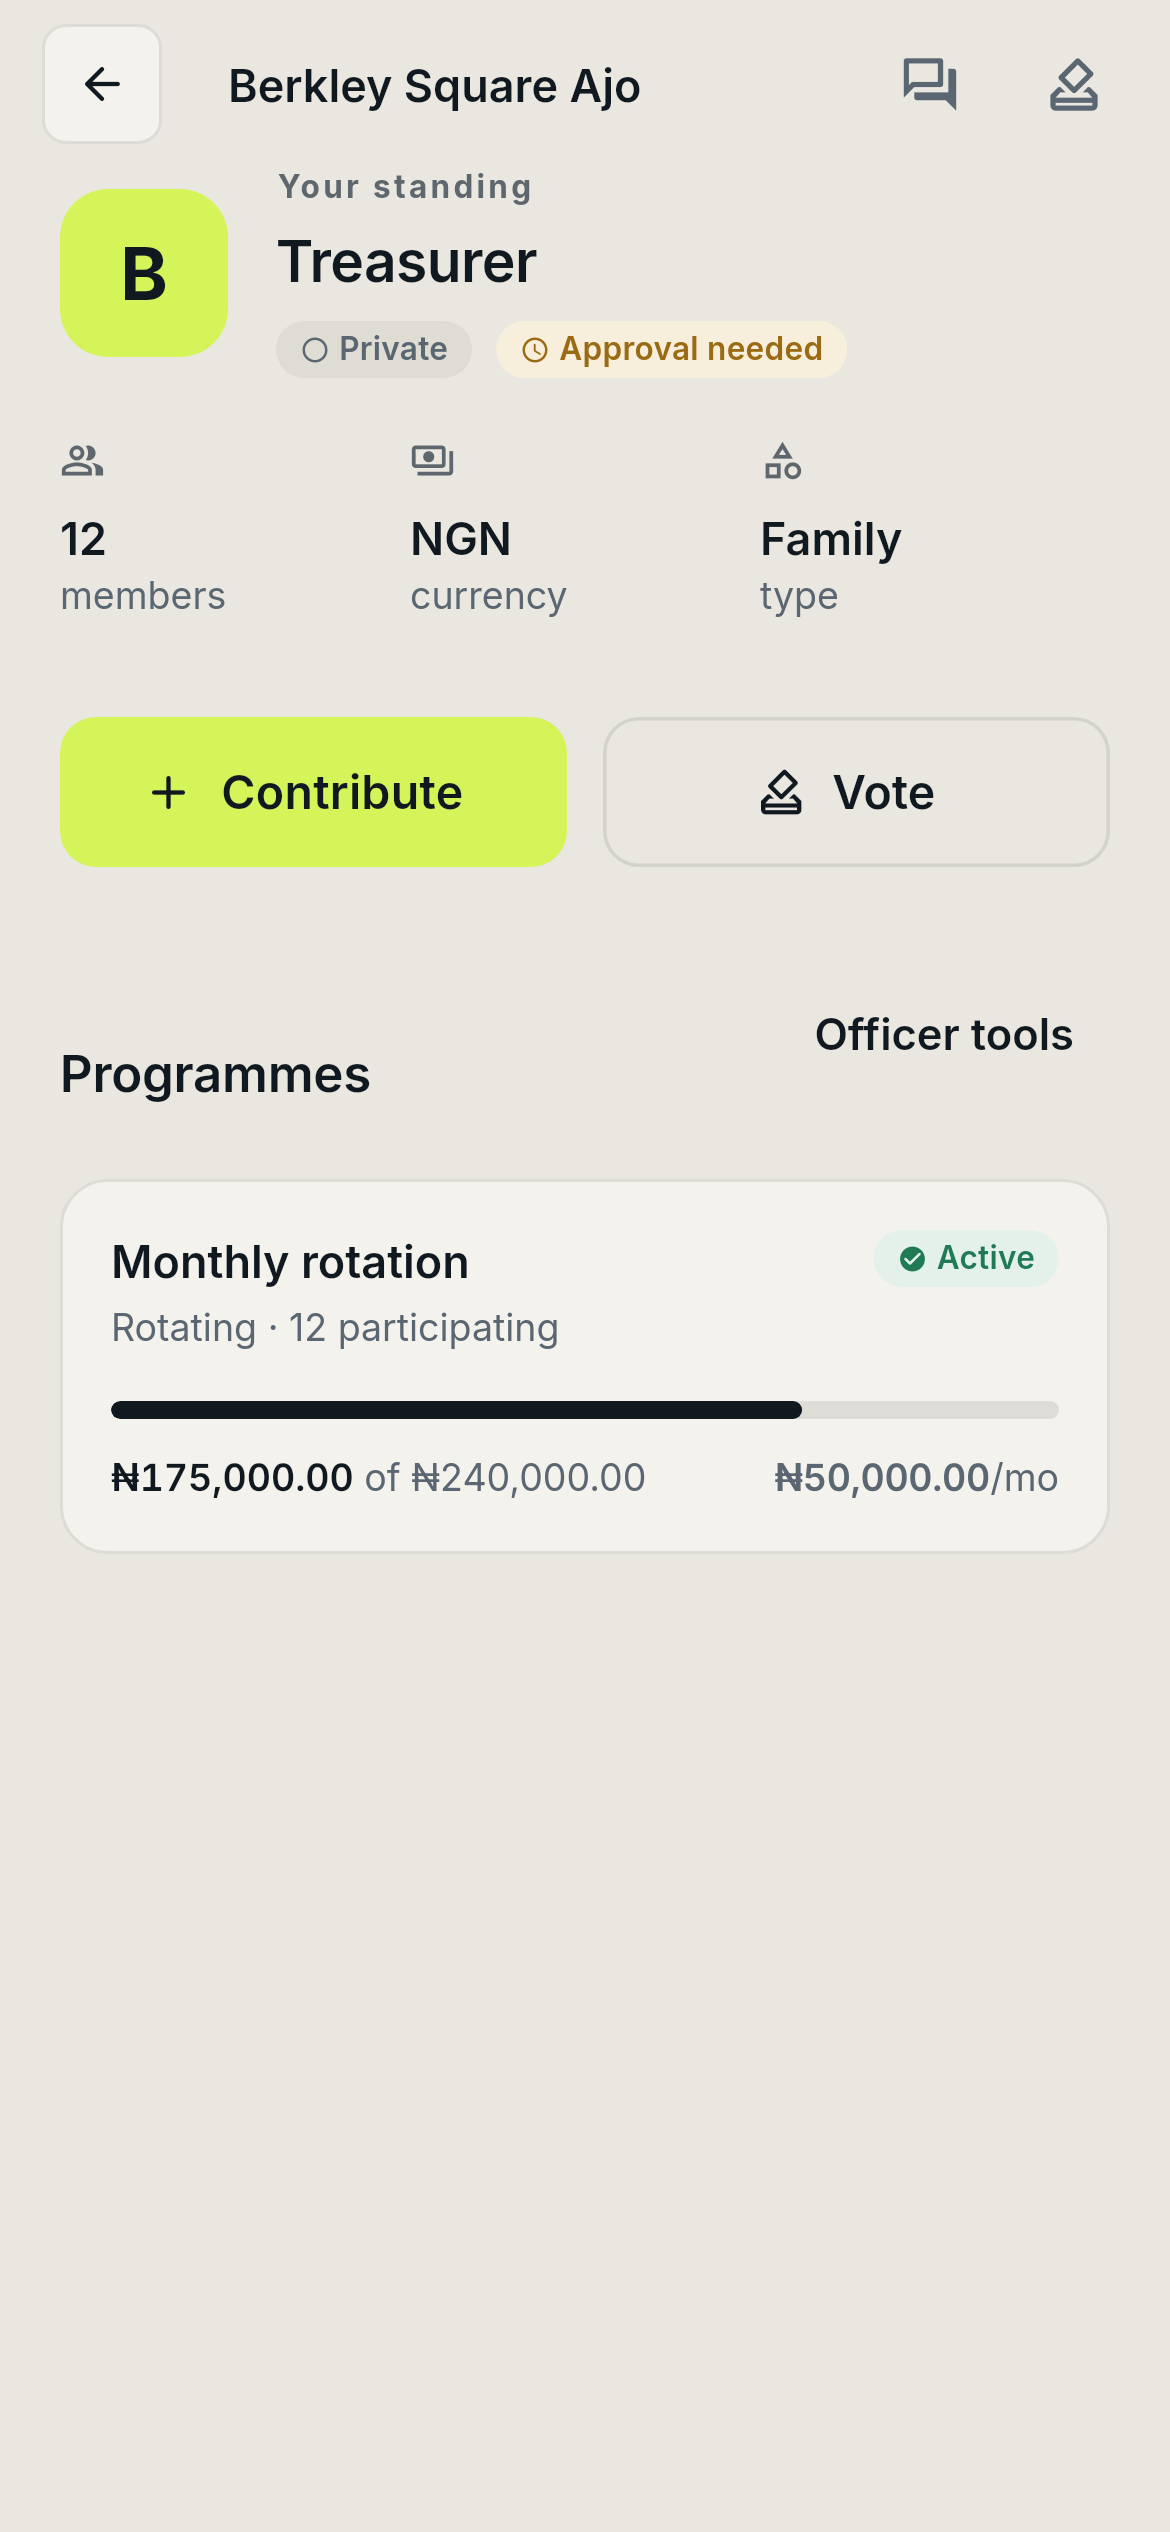 Berkley Square Ajo
B
Your standing
Treasurer
Private
Approval needed
12
members
NGN
currency
Family
type
Contribute
Vote
Officer tools
Programmes
Monthly rotation
Active
Rotating · 12 participating
₦175,000.00 of ₦240,000.00
₦50,000.00/mo